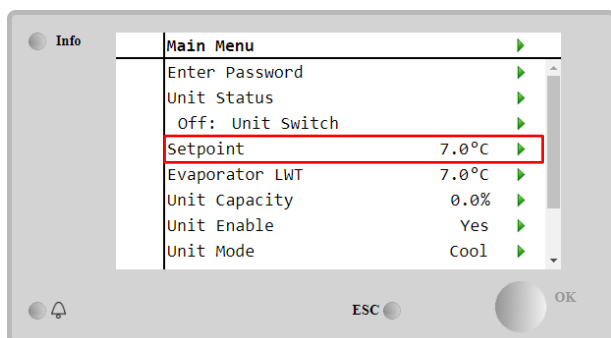 Info
Main Menu
Enter Password
Unit Status
Off: Unit Switch
Setpoint 7.0°C
Evaporator LWT 7.0°C
Unit Capacity 0.0%
Unit Enable Yes
Unit Mode Cool
ESC
OK